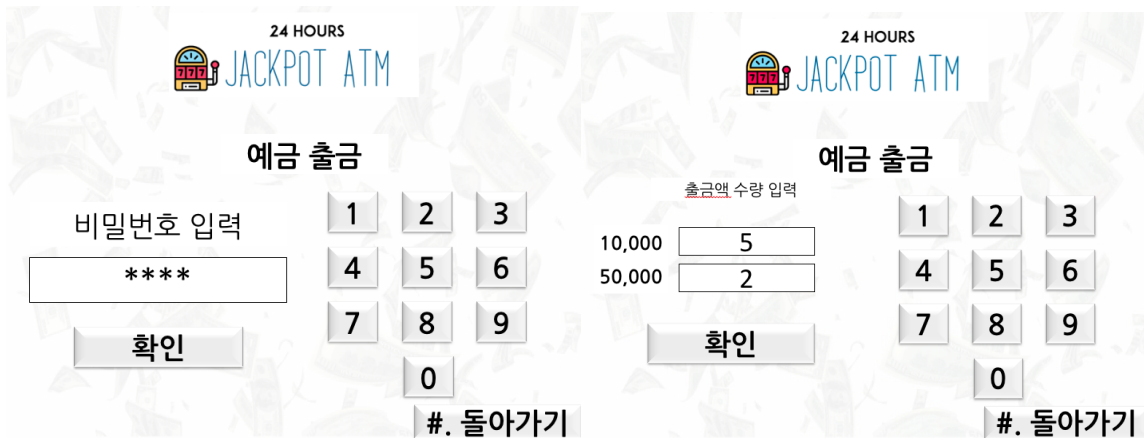 24 HOURS
777 JACKPOT ATM
예금 출금
비밀번호 입력
****
확인
1 2 3
4 5 6
7 8 9
0
#. 돌아가기
24 HOURS
777 JACKPOT ATM
예금 출금
출금액 수량 입력
10,000 5
50,000 2
확인
1 2 3
4 5 6
7 8 9
0
#. 돌아가기